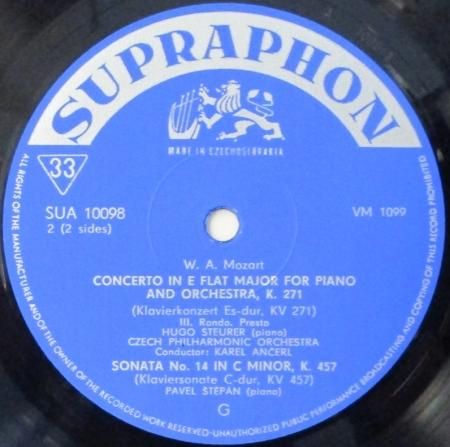 SUPRAPHON
MADE IN CZECHOSLOVAKIA
33
SUA 10098
2 (2 sides)
VM 1099
W. A. Mozart
CONCERTO IN E FLAT MAJOR FOR PIANO
AND ORCHESTRA, K. 271
(Klavierkonzert Es-dur, KV 271)
III. Rondo. Presto
HUGO STEURER (piano)
CZECH PHILHARMONIC ORCHESTRA
Conductor: KAREL ANČERL
SONATA No. 14 IN C MINOR, K. 457
(Klaviersonate C-dur, KV 457)
PAVEL ŠTĚPÁN (piano)
G
ALL RIGHTS OF THE MANUFACTURER AND OF THE OWNER OF THE RECORDED WORK RESERVED-UNAUTHORIZED PUBLIC PERFORMANCE BROADCASTING AND COPYING OF THIS RECORD PROHIBITED